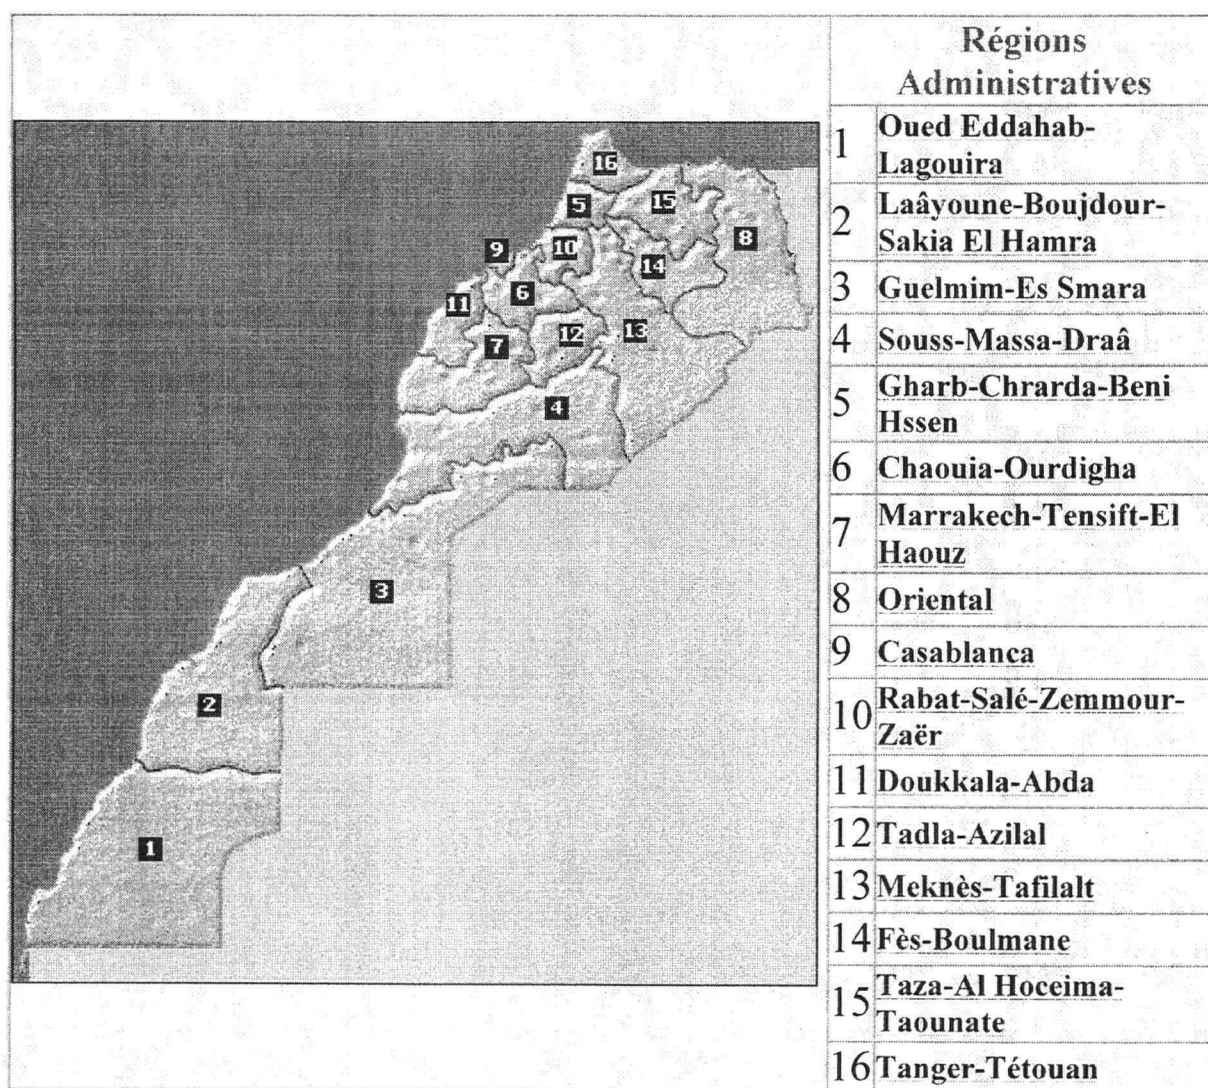 Régions
Administratives
1 Oued Eddahab-
Lagouira
2 Laâyoune-Boujdour-
Sakia El Hamra
3 Guelmim-Es Smara
4 Souss-Massa-Draâ
5 Gharb-Chrarda-Beni
Hssen
6 Chaouia-Ourdigha
7 Marrakech-Tensift-El
Haouz
8 Oriental
9 Casablanca
10 Rabat-Salé-Zemmour-
Zaër
11 Doukkala-Abda
12 Tadla-Azilal
13 Meknès-Tafilalt
14 Fès-Boulmane
15 Taza-Al Hoceima-
Taounate
16 Tanger-Tétouan
16
15
5
8
9
10
14
6
11
13
12
7
4
3
2
1